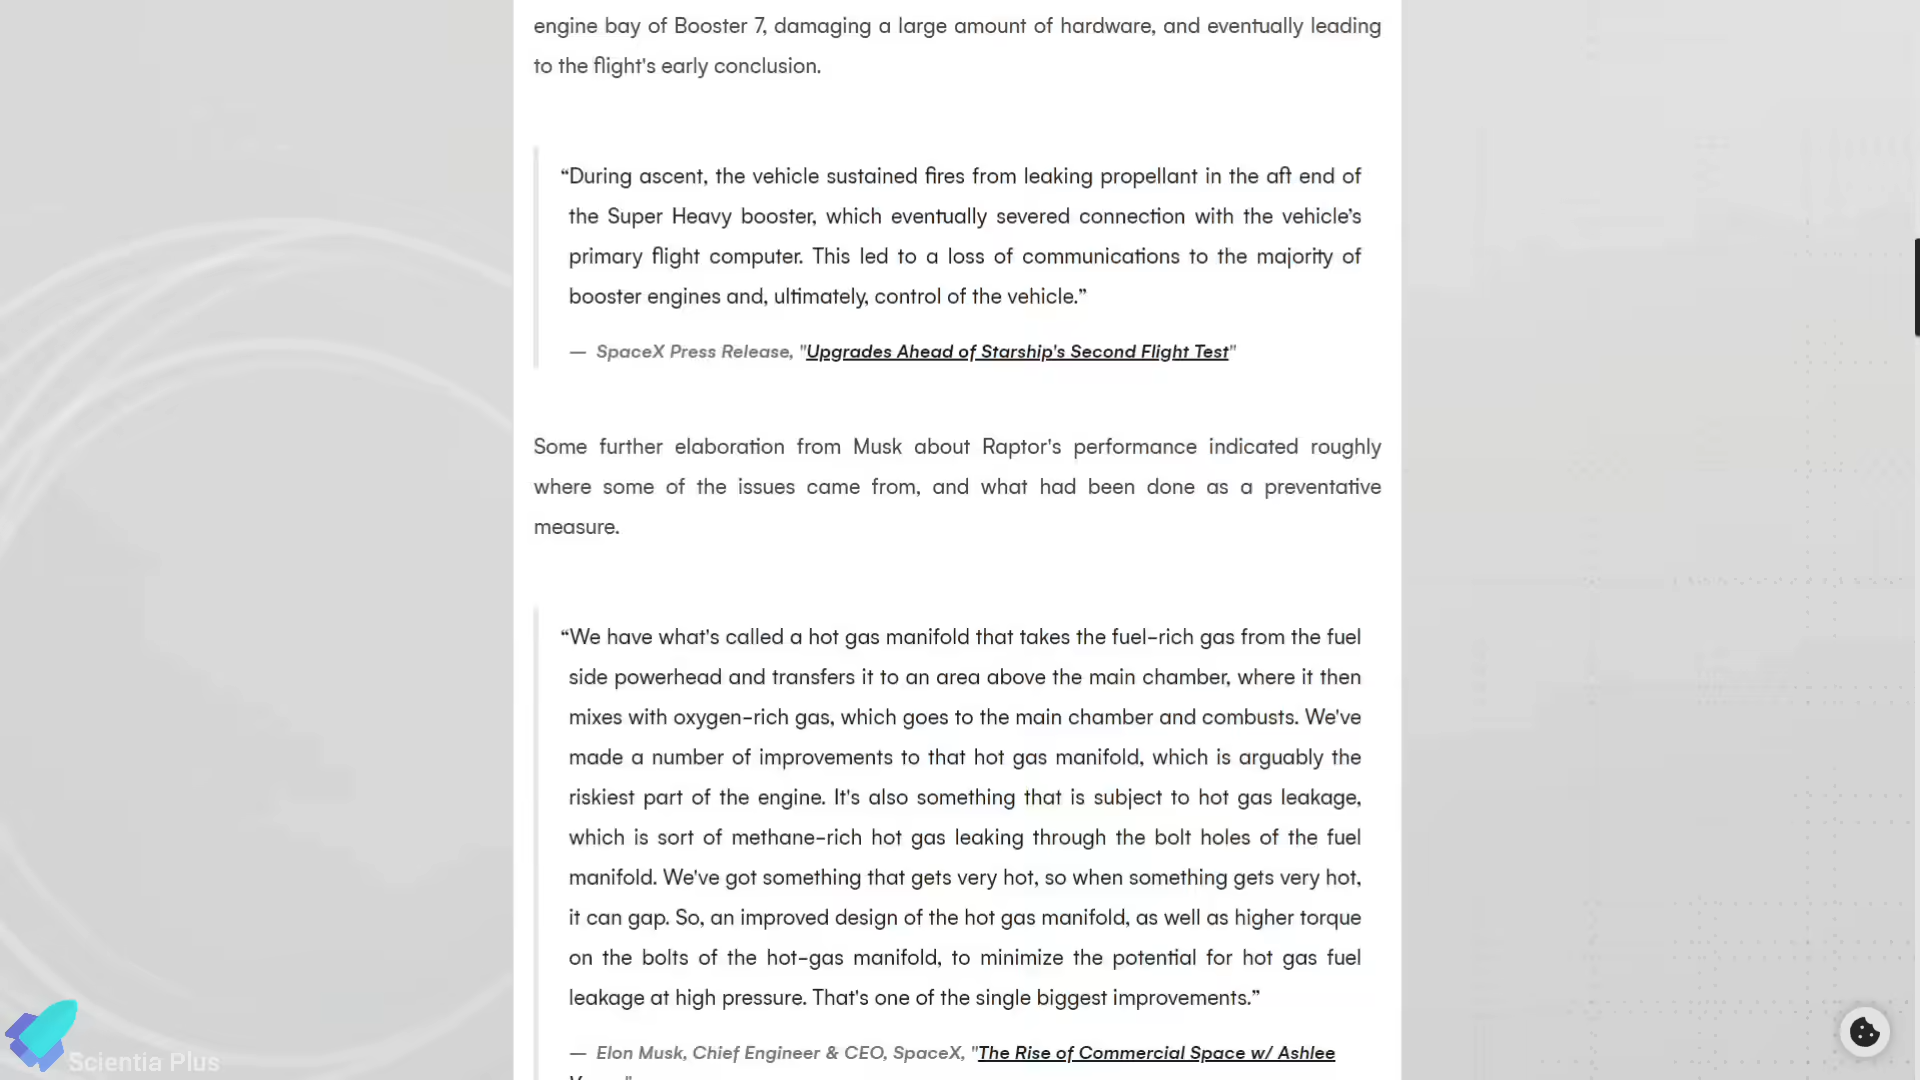 engine bay of Booster 7, damaging a large amount of hardware, and eventually leading
to the flight's early conclusion.
“During ascent, the vehicle sustained fires from leaking propellant in the aft end of
the Super Heavy booster, which eventually severed connection with the vehicle’s
primary flight computer. This led to a loss of communications to the majority of
booster engines and, ultimately, control of the vehicle.”
— SpaceX Press Release, "Upgrades Ahead of Starship's Second Flight Test"
Some further elaboration from Musk about Raptor's performance indicated roughly
where some of the issues came from, and what had been done as a preventative
measure.
“We have what's called a hot gas manifold that takes the fuel-rich gas from the fuel
side powerhead and transfers it to an area above the main chamber, where it then
mixes with oxygen-rich gas, which goes to the main chamber and combusts. We've
made a number of improvements to that hot gas manifold, which is arguably the
riskiest part of the engine. It's also something that is subject to hot gas leakage,
which is sort of methane-rich hot gas leaking through the bolt holes of the fuel
manifold. We've got something that gets very hot, so when something gets very hot,
it can gap. So, an improved design of the hot gas manifold, as well as higher torque
on the bolts of the hot-gas manifold, to minimize the potential for hot gas fuel
leakage at high pressure. That's one of the single biggest improvements.”
— Elon Musk, Chief Engineer & CEO, SpaceX, "The Rise of Commercial Space w/ Ashlee
Scientia Plus